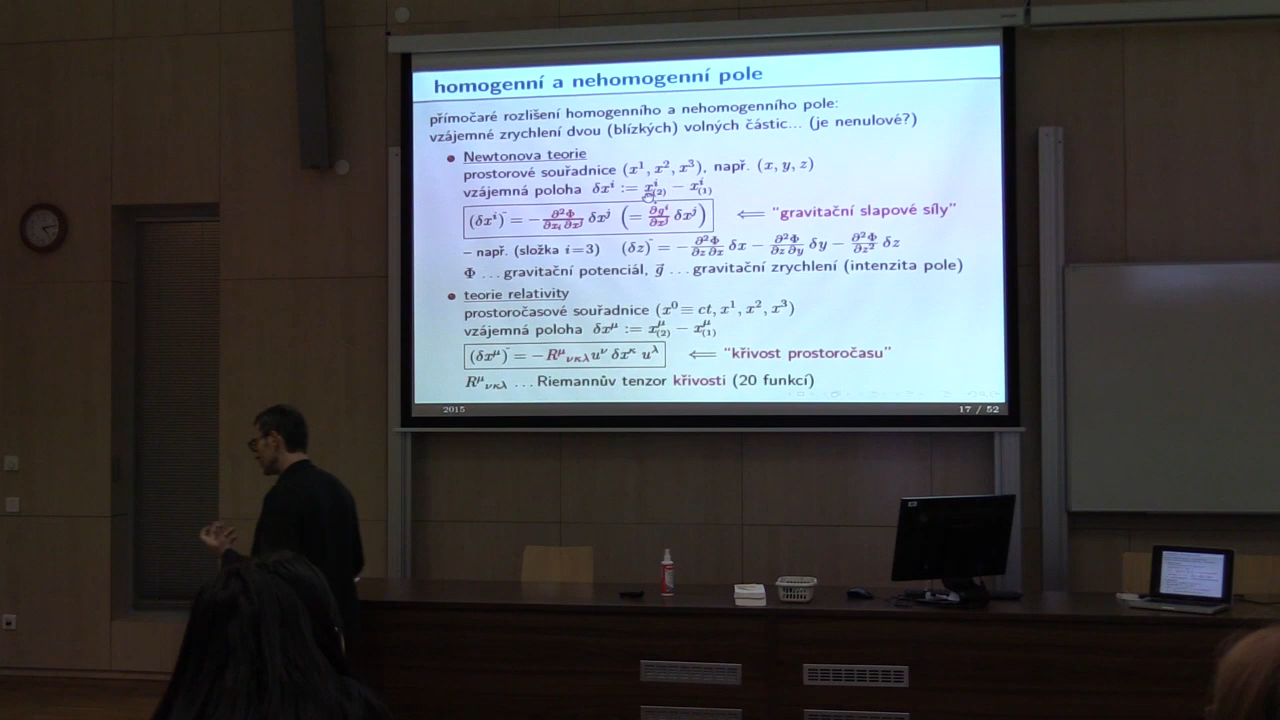 homogenní a nehomogenní pole
přímočaré rozlišení homogenního a nehomogenního pole:
vzájemné zrychlení dvou (blízkých) volných částic... (je nenulové?)
• Newtonova teorie
prostorové souřadnice (x¹, x², x³), např. (x, y, z)
vzájemná poloha δxⁱ := xⁱ₍₂₎ − xⁱ₍₁₎
(δxⁱ)¨ = − ∂²Φ/∂xᵢ∂xʲ δxʲ (= ∂gⁱ/∂xʲ δxʲ) ⟸ "gravitační slapové síly"
– např. (složka i=3) (δz)¨ = − ∂²Φ/∂z∂x δx − ∂²Φ/∂z∂y δy − ∂²Φ/∂z² δz
Φ ... gravitační potenciál, g⃗ ... gravitační zrychlení (intenzita pole)
• teorie relativity
prostoročasové souřadnice (x⁰ ≡ ct, x¹, x², x³)
vzájemná poloha δx^μ := x^μ₍₂₎ − x^μ₍₁₎
(δx^μ)¨ = −R^μ_νκλ u^ν δx^κ u^λ ⟸ "křivost prostoročasu"
R^μ_νκλ ... Riemannův tenzor křivosti (20 funkcí)
2015 17 / 52